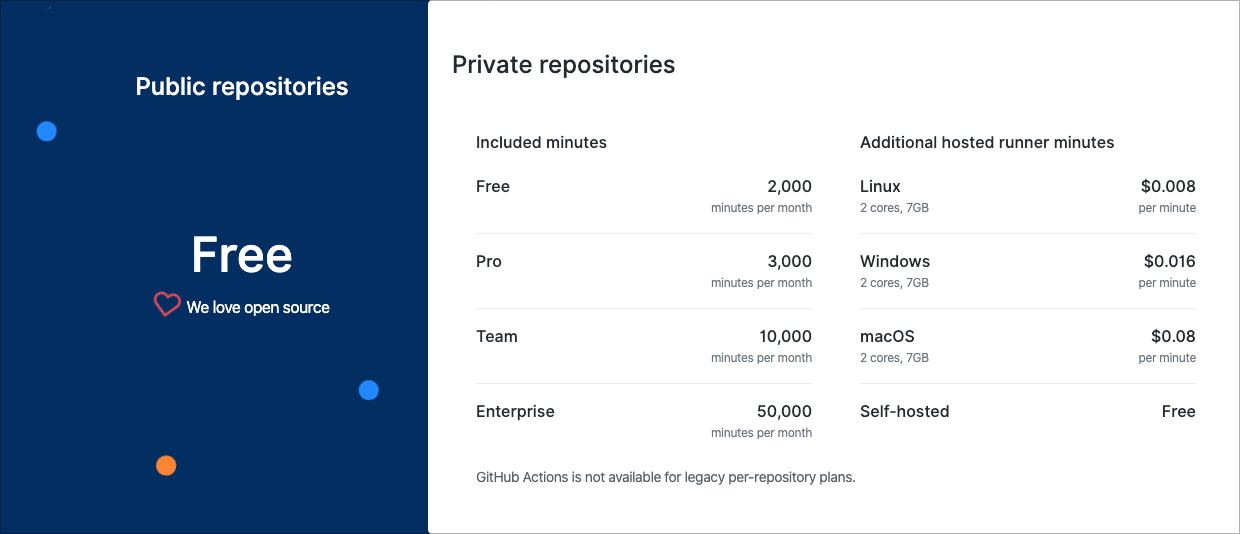 Public repositories
Free
We love open source
Private repositories
Included minutes
Free 2,000
minutes per month
Pro 3,000
minutes per month
Team 10,000
minutes per month
Enterprise 50,000
minutes per month
Additional hosted runner minutes
Linux $0.008
2 cores, 7GB per minute
Windows $0.016
2 cores, 7GB per minute
macOS $0.08
2 cores, 7GB per minute
Self-hosted Free
GitHub Actions is not available for legacy per-repository plans.